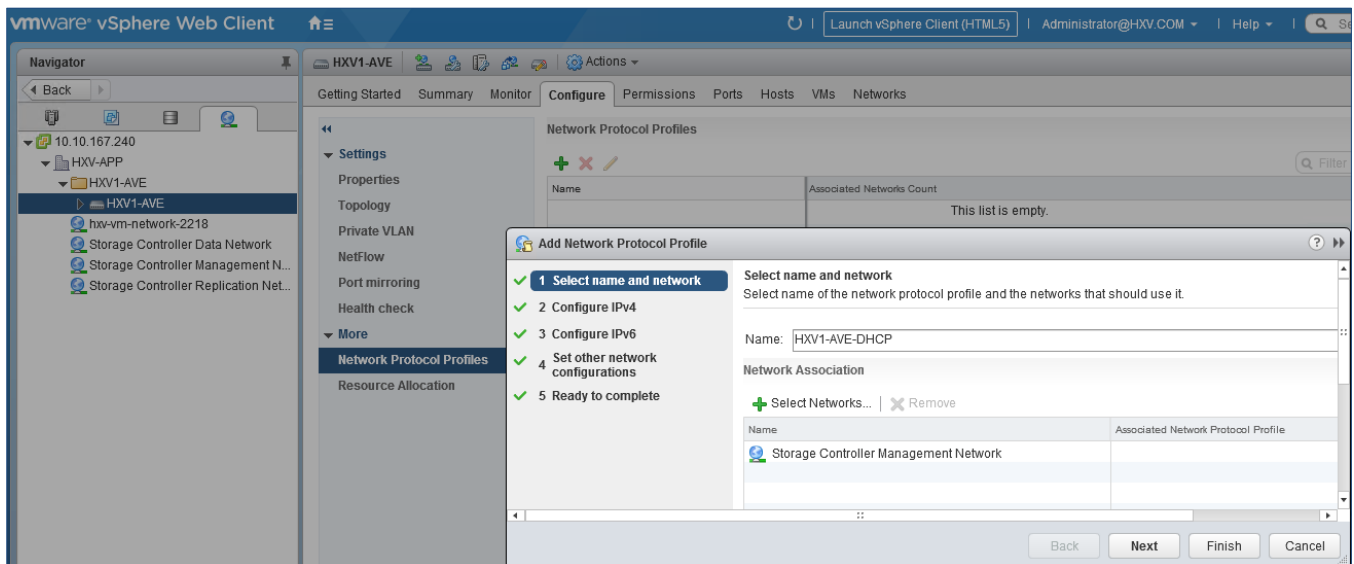 vmware® vSphere Web Client
Launch vSphere Client (HTML5)
Administrator@HXV.COM
Help
Navigator
Back
10.10.167.240
HXV-APP
HXV1-AVE
HXV1-AVE
hxv-vm-network-2218
Storage Controller Data Network
Storage Controller Management N...
Storage Controller Replication Net...
HXV1-AVE
Actions
Getting Started Summary Monitor Configure Permissions Ports Hosts VMs Networks
Settings
Properties
Topology
Private VLAN
NetFlow
Port mirroring
Health check
More
Network Protocol Profiles
Resource Allocation
Network Protocol Profiles
Filter
Name Associated Networks Count
This list is empty.
Add Network Protocol Profile
1 Select name and network
2 Configure IPv4
3 Configure IPv6
4 Set other network
configurations
5 Ready to complete
Select name and network
Select name of the network protocol profile and the networks that should use it.
Name: HXV1-AVE-DHCP
Network Association
Select Networks... Remove
Name Associated Network Protocol Profile
Storage Controller Management Network
Back Next Finish Cancel